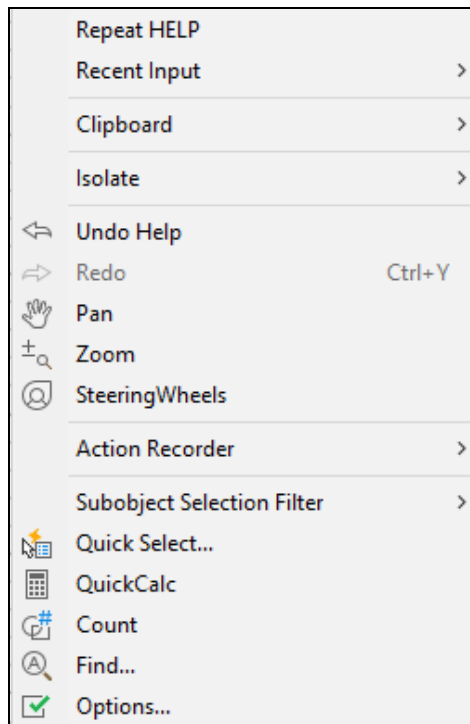 Repeat HELP
Recent Input
Clipboard
Isolate
Undo Help
Redo Ctrl+Y
Pan
Zoom
SteeringWheels
Action Recorder
Subobject Selection Filter
Quick Select...
QuickCalc
Count
Find...
Options...